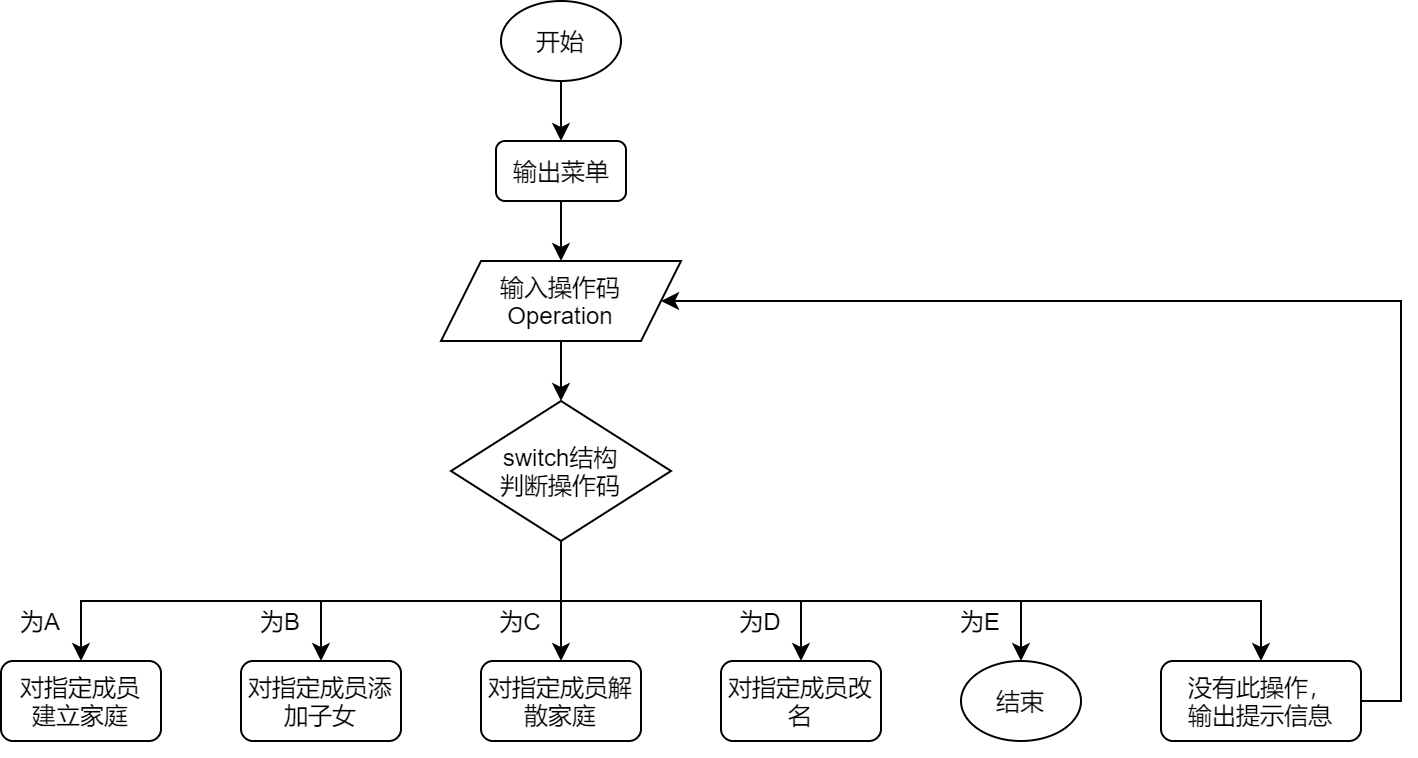 开始
输出菜单
输入操作码
Operation
switch结构
判断操作码
为A
为B
为C
为D
为E
对指定成员
建立家庭
对指定成员添
加子女
对指定成员解
散家庭
对指定成员改
名
结束
没有此操作，
输出提示信息